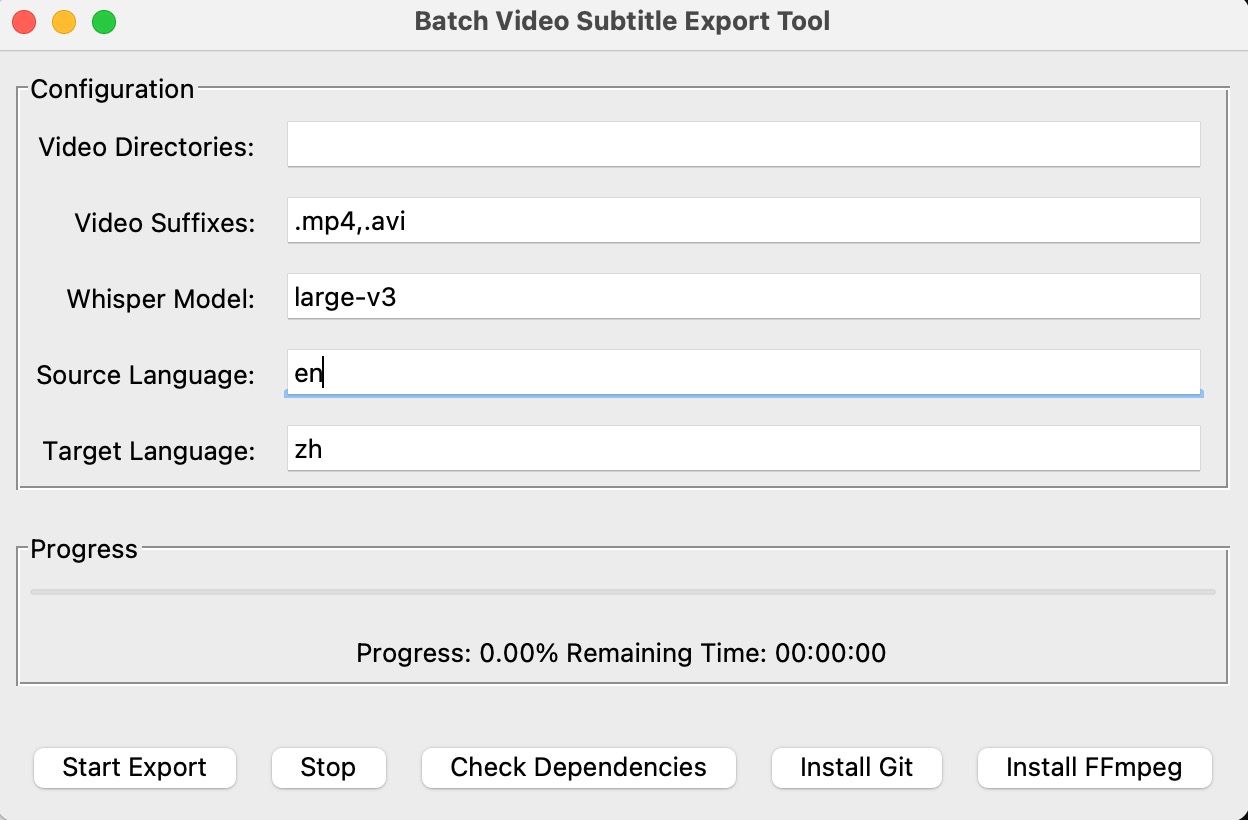 Batch Video Subtitle Export Tool
Configuration
Video Directories:
Video Suffixes: .mp4,.avi
Whisper Model: large-v3
Source Language: en
Target Language: zh
Progress
Progress: 0.00% Remaining Time: 00:00:00
Start Export Stop Check Dependencies Install Git Install FFmpeg